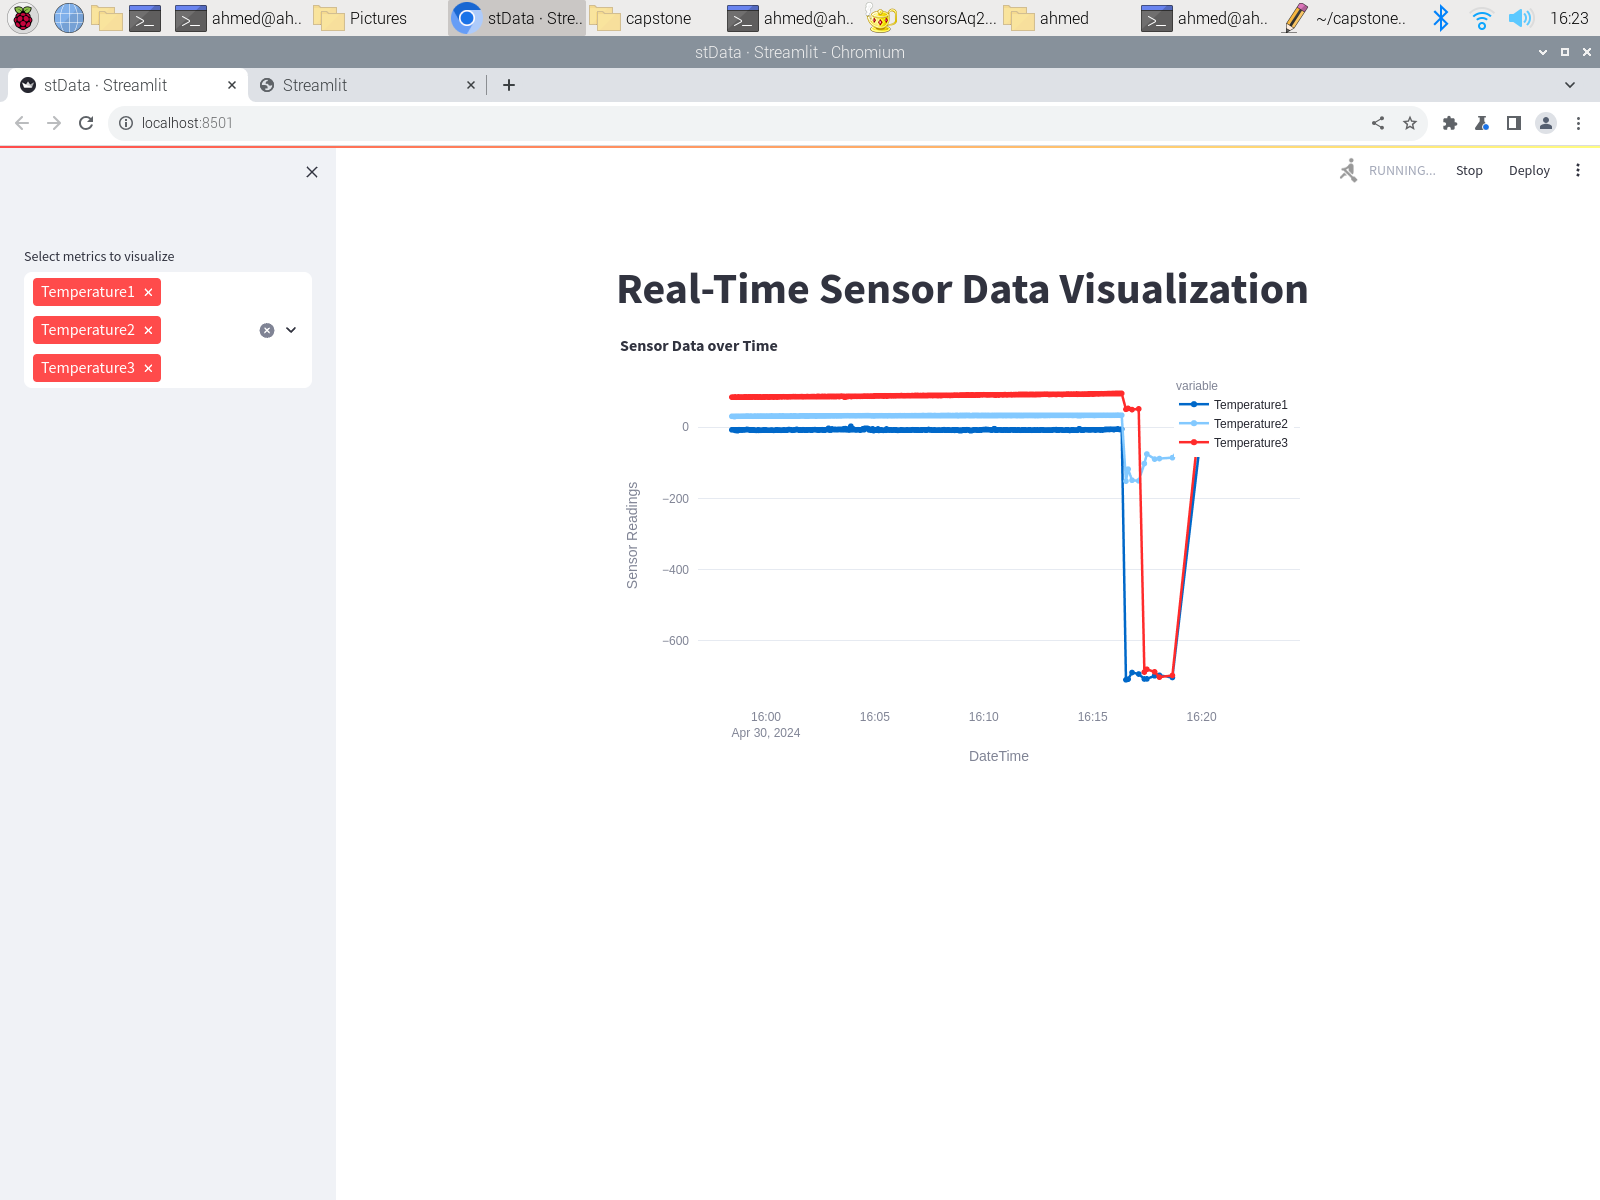 ahmed@ah..
Pictures
stData · Stre..
capstone
ahmed@ah..
sensorsAq2...
ahmed
ahmed@ah..
~/capstone..
16:23
stData · Streamlit - Chromium
stData · Streamlit
Streamlit
localhost:8501
RUNNING...
Stop
Deploy
Select metrics to visualize
Temperature1
Temperature2
Temperature3
Real-Time Sensor Data Visualization
Sensor Data over Time
variable
Temperature1
Temperature2
Temperature3
0
−200
−400
−600
Sensor Readings
16:00
Apr 30, 2024
16:05
16:10
16:15
16:20
DateTime